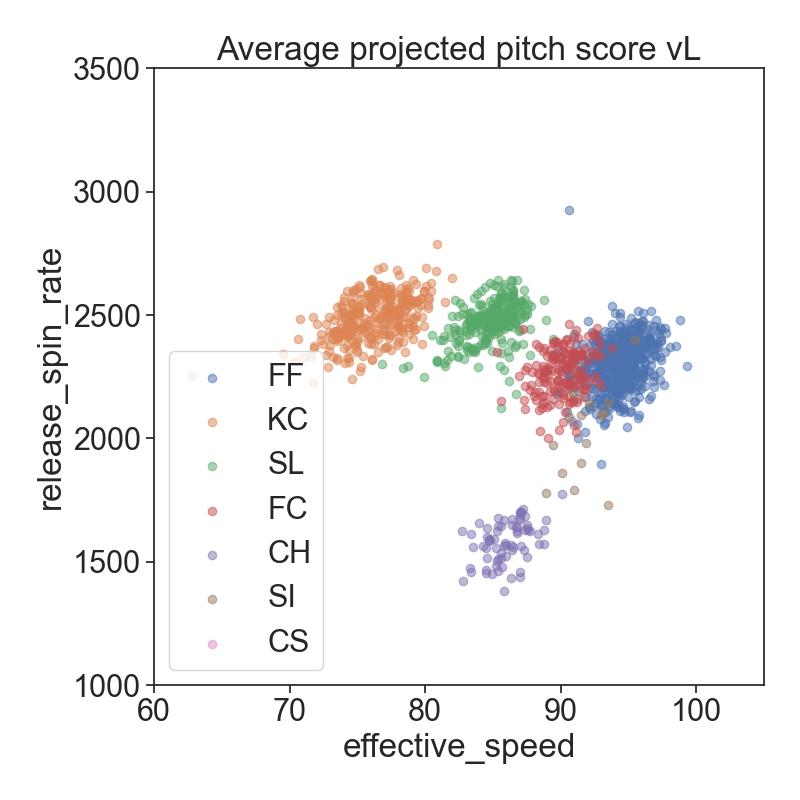 Average projected pitch score vL
3500
3000
2500
2000
1500
1000
release_spin_rate
FF
KC
SL
FC
CH
SI
CS
60 70 80 90 100
effective_speed